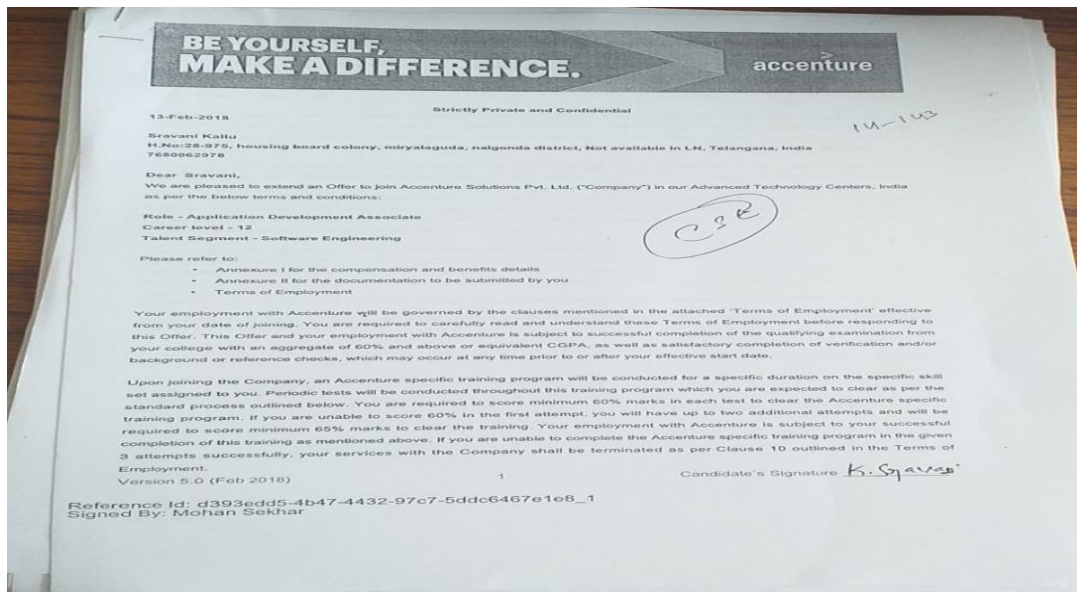 BE YOURSELF,
MAKE A DIFFERENCE.
accenture
Strictly Private and Confidential
13-Feb-2018
14-143
Sravani Kallu
H.No:28-975, housing board colony, miryalaguda, nalgonda district, Not available in LN, Telangana, India
7680062978
Dear Sravani,
We are pleased to extend an Offer to join Accenture Solutions Pvt. Ltd. ("Company") in our Advanced Technology Centers, India
as per the below terms and conditions:
Role - Application Development Associate
Career level - 12
Talent Segment - Software Engineering
CSE
Please refer to:
- Annexure I for the compensation and benefits details
- Annexure II for the documentation to be submitted by you
- Terms of Employment
Your employment with Accenture will be governed by the clauses mentioned in the attached 'Terms of Employment' effective
from your date of joining. You are required to carefully read and understand these Terms of Employment before responding to
this Offer. This Offer and your employment with Accenture is subject to successful completion of the qualifying examination from
your college with an aggregate of 60% and above or equivalent CGPA, as well as satisfactory completion of verification and/or
background or reference checks, which may occur at any time prior to or after your effective start date.
Upon joining the Company, an Accenture specific training program will be conducted for a specific duration on the specific skill
set assigned to you. Periodic tests will be conducted throughout this training program which you are expected to clear as per the
standard process outlined below. You are required to score minimum 60% marks in each test to clear the Accenture specific
training program. If you are unable to score 60% in the first attempt, you will have up to two additional attempts and will be
required to score minimum 65% marks to clear the training. Your employment with Accenture is subject to your successful
completion of this training as mentioned above. If you are unable to complete the Accenture specific training program in the given
3 attempts successfully, your services with the Company shall be terminated as per Clause 10 outlined in the Terms of
Employment.
Version 5.0 (Feb 2018)
1
Candidate's Signature K. Sravani
Reference Id: d393edd5-4b47-4432-97c7-5ddc6467e1e8_1
Signed By: Mohan Sekhar